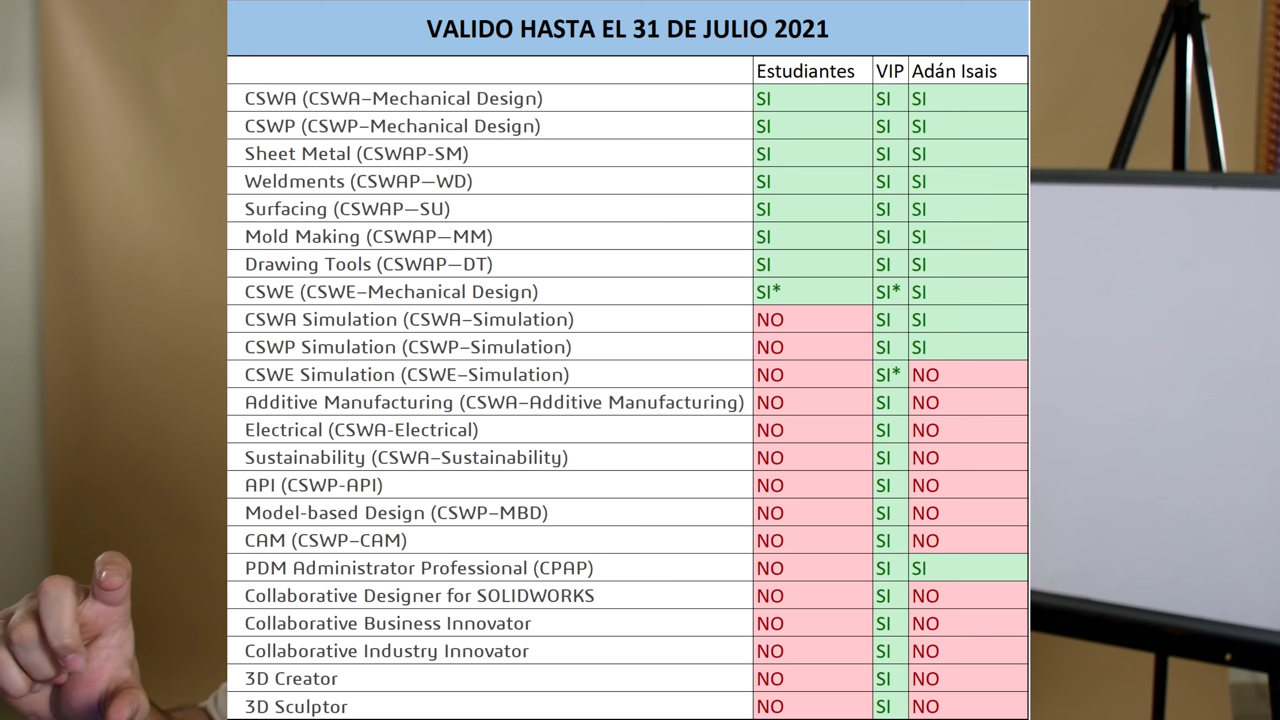 VALIDO HASTA EL 31 DE JULIO 2021
Estudiantes VIP Adán Isais
CSWA (CSWA–Mechanical Design) SI SI SI
CSWP (CSWP–Mechanical Design) SI SI SI
Sheet Metal (CSWAP-SM) SI SI SI
Weldments (CSWAP—WD) SI SI SI
Surfacing (CSWAP—SU) SI SI SI
Mold Making (CSWAP—MM) SI SI SI
Drawing Tools (CSWAP—DT) SI SI SI
CSWE (CSWE–Mechanical Design) SI* SI* SI
CSWA Simulation (CSWA–Simulation) NO SI SI
CSWP Simulation (CSWP–Simulation) NO SI SI
CSWE Simulation (CSWE–Simulation) NO SI* NO
Additive Manufacturing (CSWA–Additive Manufacturing) NO SI NO
Electrical (CSWA-Electrical) NO SI NO
Sustainability (CSWA–Sustainability) NO SI NO
API (CSWP-API) NO SI NO
Model-based Design (CSWP–MBD) NO SI NO
CAM (CSWP–CAM) NO SI NO
PDM Administrator Professional (CPAP) NO SI SI
Collaborative Designer for SOLIDWORKS NO SI NO
Collaborative Business Innovator NO SI NO
Collaborative Industry Innovator NO SI NO
3D Creator NO SI NO
3D Sculptor NO SI NO